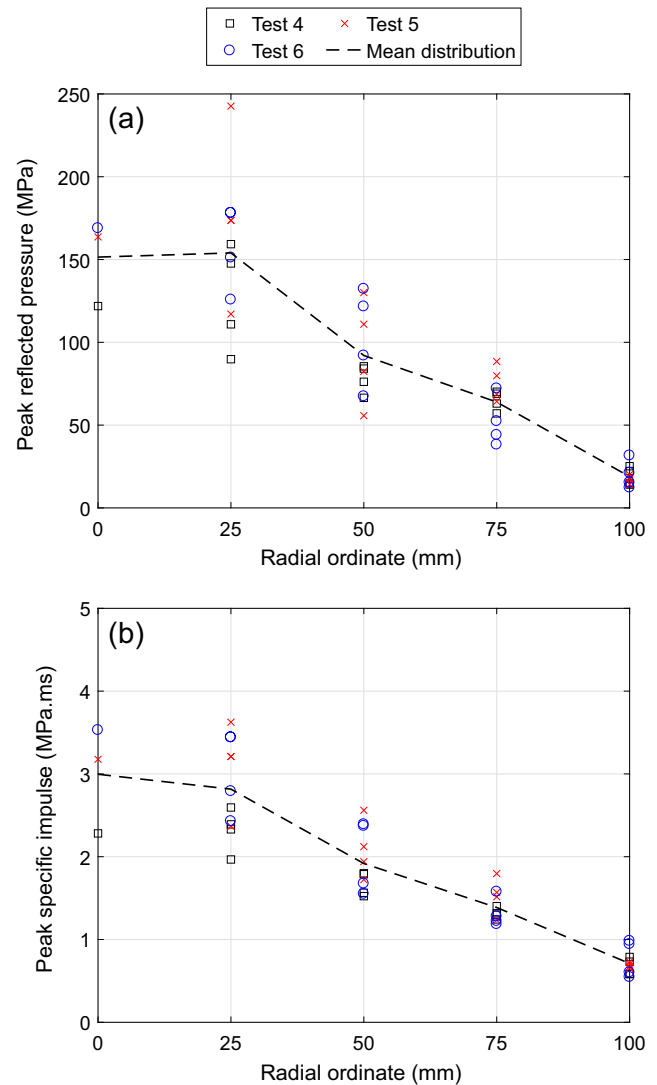 Test 4
Test 5
Test 6
Mean distribution
(a)
250
200
150
100
50
0
Peak reflected pressure (MPa)
0 25 50 75 100
Radial ordinate (mm)
(b)
5
4
3
2
1
0
Peak specific impulse (MPa.ms)
0 25 50 75 100
Radial ordinate (mm)